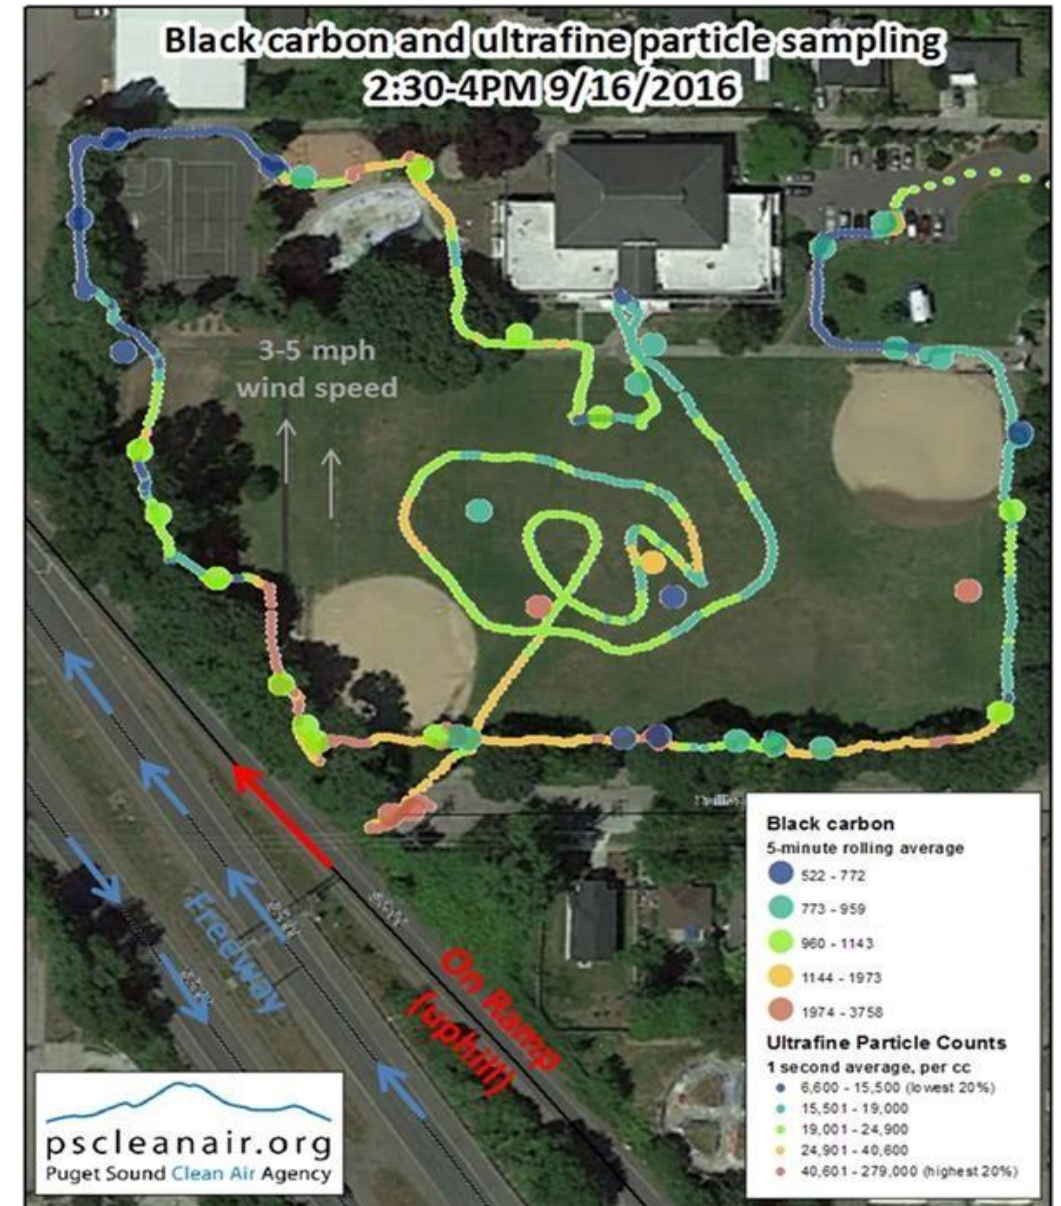 Black carbon and ultrafine particle sampling
2:30-4PM 9/16/2016
3-5 mph
wind speed
Freeway
On Ramp
(uphill)
Black carbon
5-minute rolling average
522 - 772
773 - 959
960 - 1143
1144 - 1973
1974 - 3758
Ultrafine Particle Counts
1 second average, per cc
6,600 - 15,500 (lowest 20%)
15,501 - 19,000
19,001 - 24,900
24,901 - 40,600
40,601 - 279,000 (highest 20%)
pscleanair.org
Puget Sound Clean Air Agency